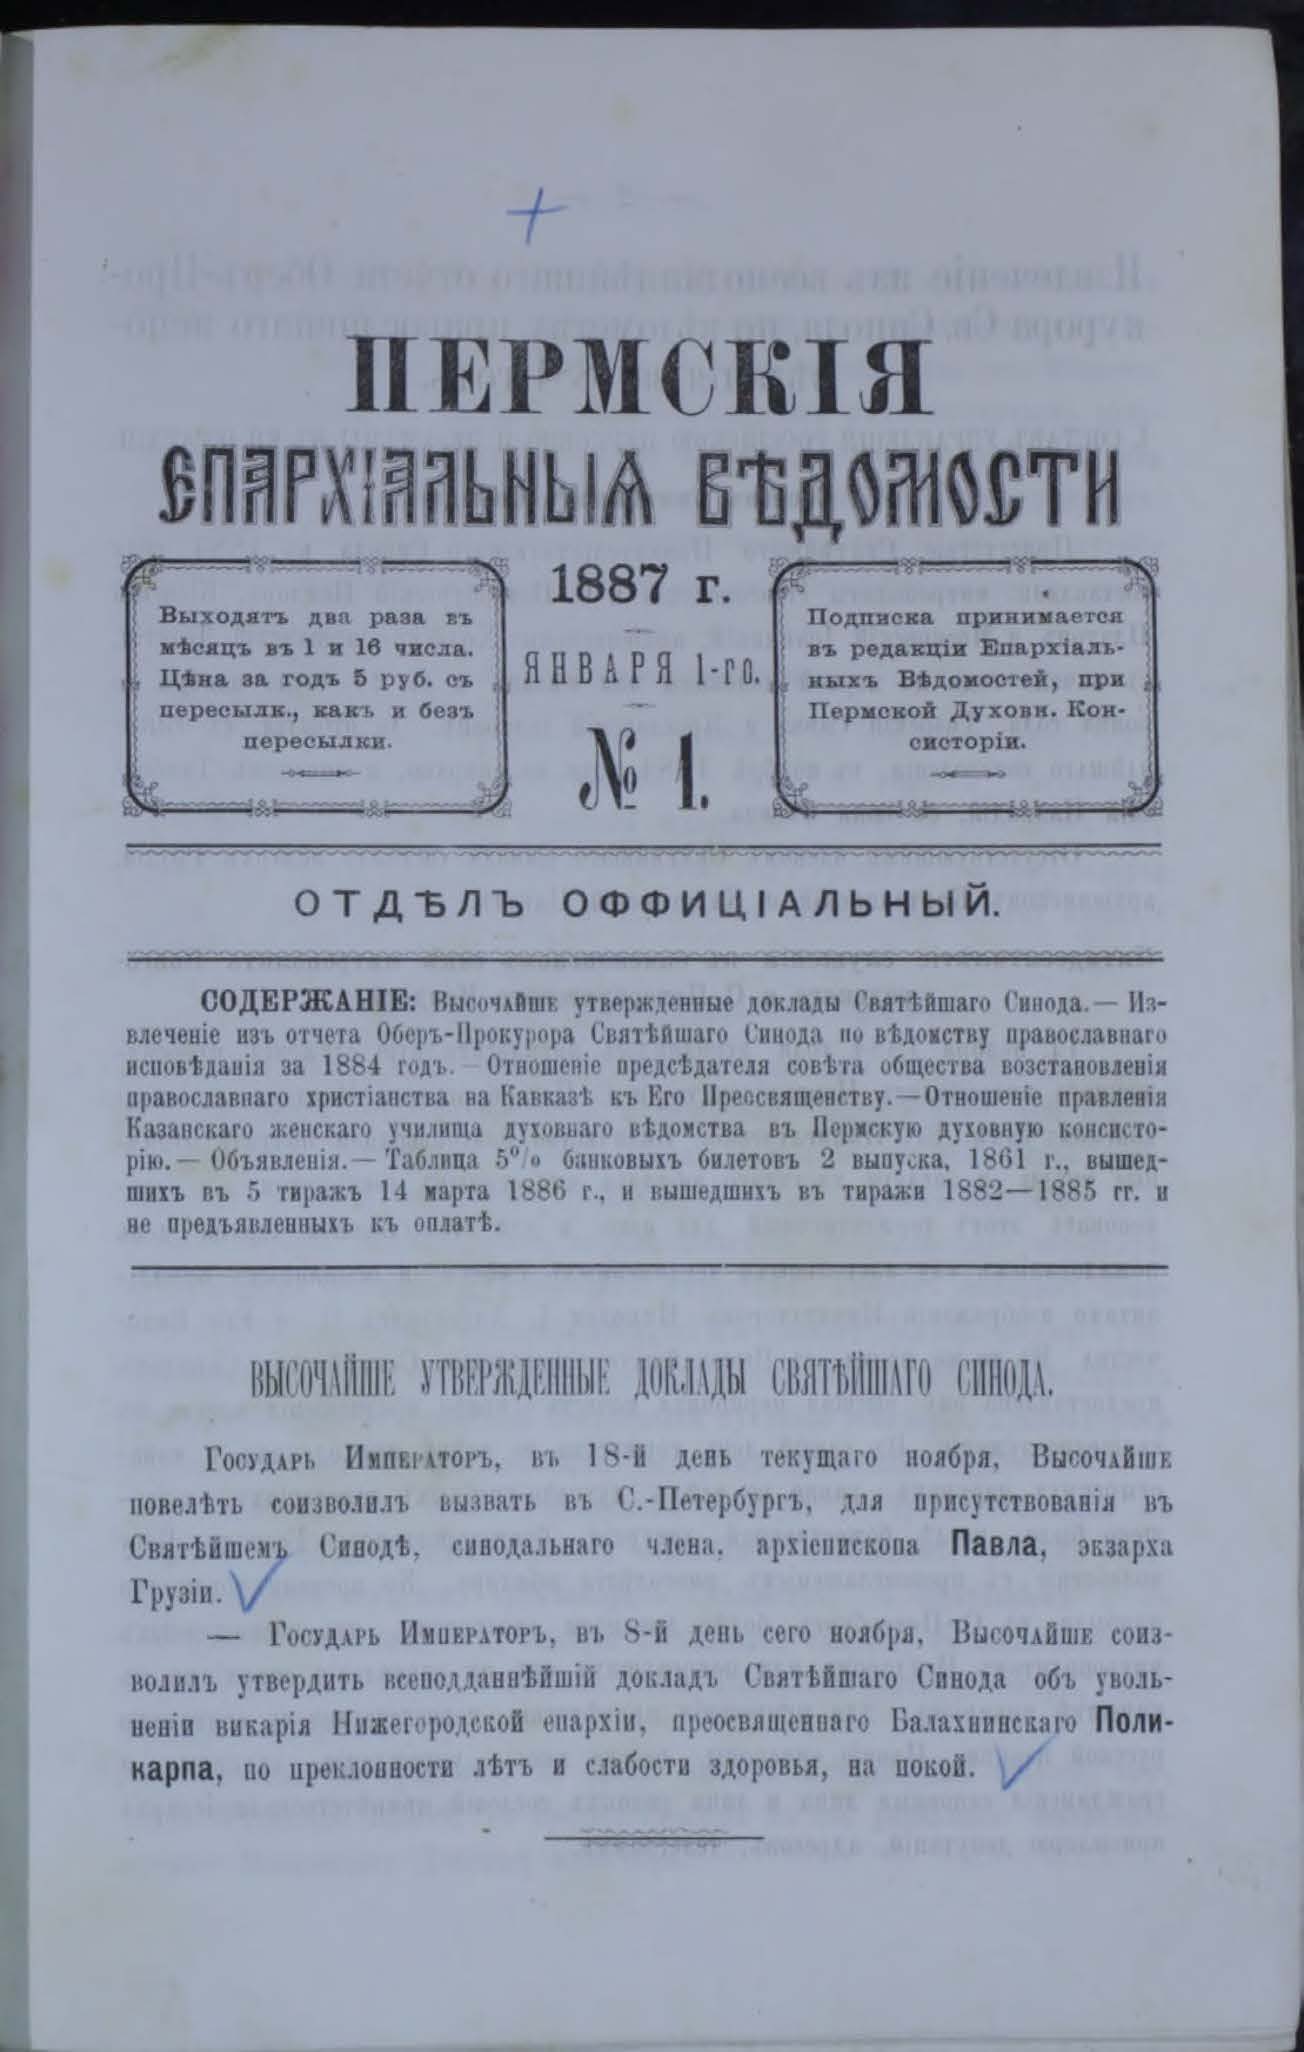 ПЕРМСКІЯ
ЕПАРХІАЛЬНЫЯ ВѢДОМОСТИ
Выходятъ два раза въ
мѣсяцъ въ 1 и 16 числа.
Цѣна за годъ 5 руб. съ
пересылк., какъ и безъ
пересылки.
1887 г.
ЯНВАРЯ 1-го.
№ 1.
Подписка принимается
въ редакціи Епархіаль-
ныхъ Вѣдомостей, при
Пермской Духовн. Кон-
систоріи.
ОТДѢЛЪ ОФФИЦІАЛЬНЫЙ.
СОДЕРЖАНІЕ: Высочайше утвержденные доклады Святѣйшаго Синода.— Из-
влеченіе изъ отчета Оберъ-Прокурора Святѣйшаго Синода по вѣдомству православнаго
исповѣданія за 1884 годъ.—Отношеніе предсѣдателя совѣта общества возстановленія
православнаго христіанства на Кавказѣ къ Его Преосвященству.—Отношеніе правленія
Казанскаго женскаго училища духовнаго вѣдомства въ Пермскую духовную консисто-
рію.— Объявленія.— Таблица 5% банковыхъ билетовъ 2 выпуска, 1861 г., вышед-
шихъ въ 5 тиражъ 14 марта 1886 г., и вышедшихъ въ тиражи 1882—1885 гг. и
не предъявленныхъ къ оплатѣ.
ВЫСОЧАЙШЕ УТВЕРЖДЕННЫЕ ДОКЛАДЫ СВЯТѢЙШАГО СИНОДА.
Государь Императоръ, въ 18-й день текущаго ноября, Высочайше
повелѣть соизволилъ вызвать въ С.-Петербургъ, для присутствованія въ
Святѣйшемъ Синодѣ, синодальнаго члена, архіепископа Павла, экзарха
Грузіи.
— Государь Императоръ, въ 8-й день сего ноября, Высочайше соиз-
волилъ утвердить всеподданнѣйшій докладъ Святѣйшаго Синода объ уволь-
неніи викарія Нижегородской епархіи, преосвященнаго Балахнинскаго Поли-
карпа, по преклонности лѣтъ и слабости здоровья, на покой.